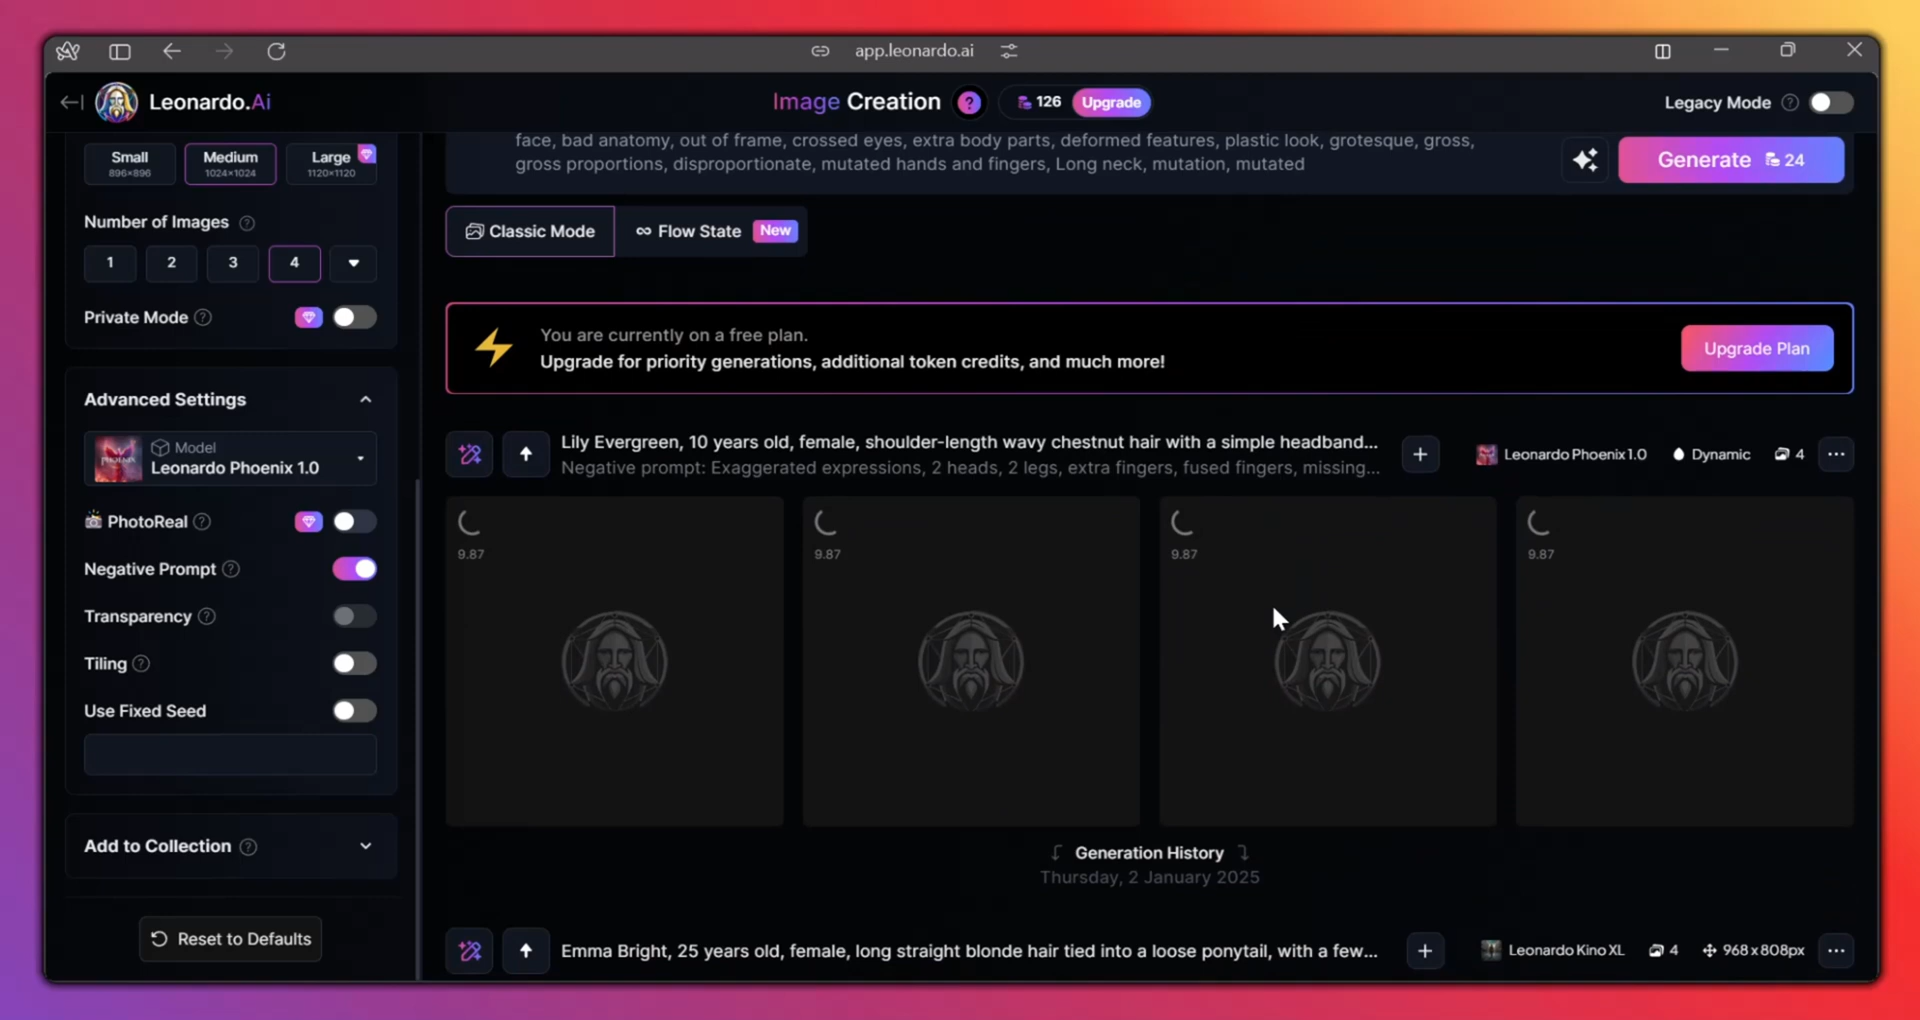 app.leonardo.ai
Leonardo.Ai
Image Creation
?
126
Upgrade
Legacy Mode ?
Small
896×896
Medium
1024×1024
Large
1120×1120
Number of Images ?
1
2
3
4
Private Mode ?
Advanced Settings
PHOENIX
Model
Leonardo Phoenix 1.0
PhotoReal ?
Negative Prompt ?
Transparency ?
Tiling ?
Use Fixed Seed
Add to Collection ?
Reset to Defaults
face, bad anatomy, out of frame, crossed eyes, extra body parts, deformed features, plastic look, grotesque, gross,
gross proportions, disproportionate, mutated hands and fingers, Long neck, mutation, mutated
Generate 24
Classic Mode
Flow State New
You are currently on a free plan.
Upgrade for priority generations, additional token credits, and much more!
Upgrade Plan
Lily Evergreen, 10 years old, female, shoulder-length wavy chestnut hair with a simple headband...
Negative prompt: Exaggerated expressions, 2 heads, 2 legs, extra fingers, fused fingers, missing...
Leonardo Phoenix 1.0
Dynamic
4
9.87
9.87
9.87
9.87
Generation History
Thursday, 2 January 2025
Emma Bright, 25 years old, female, long straight blonde hair tied into a loose ponytail, with a few...
Leonardo Kino XL
4
968 x 808px